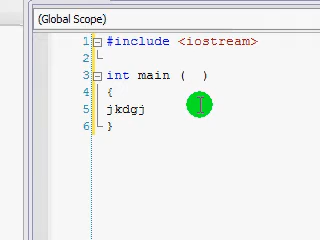 (Global Scope)
1 #include <iostream>
2
3 int main (  )
4 {
5 jkdgj
6 }